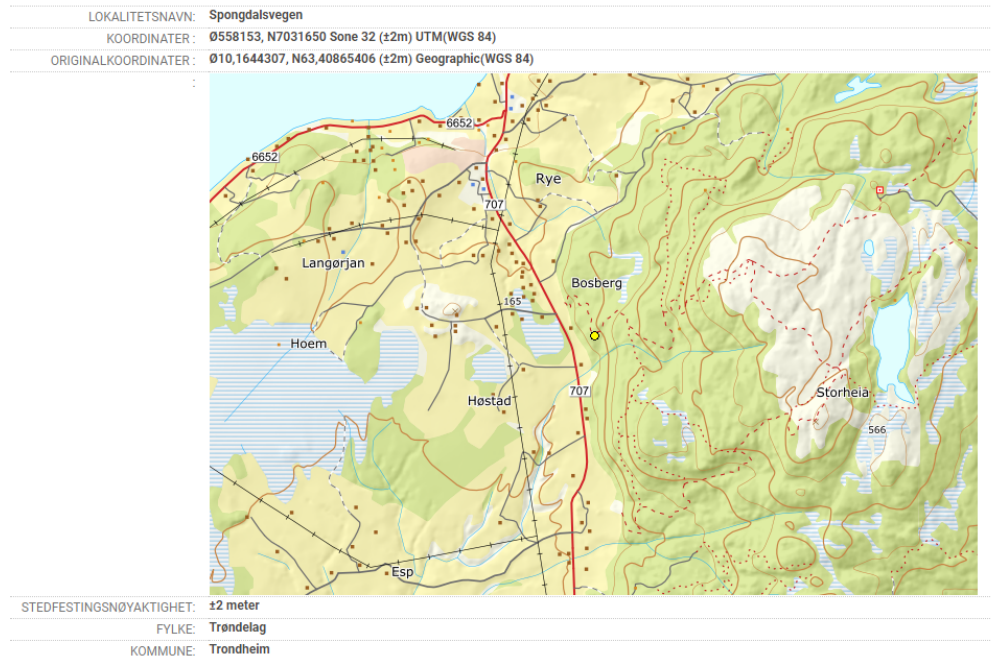 LOKALITETSNAVN: Spongdalsvegen
KOORDINATER : Ø558153, N7031650 Sone 32 (±2m) UTM(WGS 84)
ORIGINALKOORDINATER : Ø10,1644307, N63,40865406 (±2m) Geographic(WGS 84)
:
6652
6652
Rye
707
Langørjan
Bosberg
165
Hoem
707
Storheia
Høstad
566
Esp
STEDFESTINGSNØYAKTIGHET: ±2 meter
FYLKE: Trøndelag
KOMMUNE: Trondheim